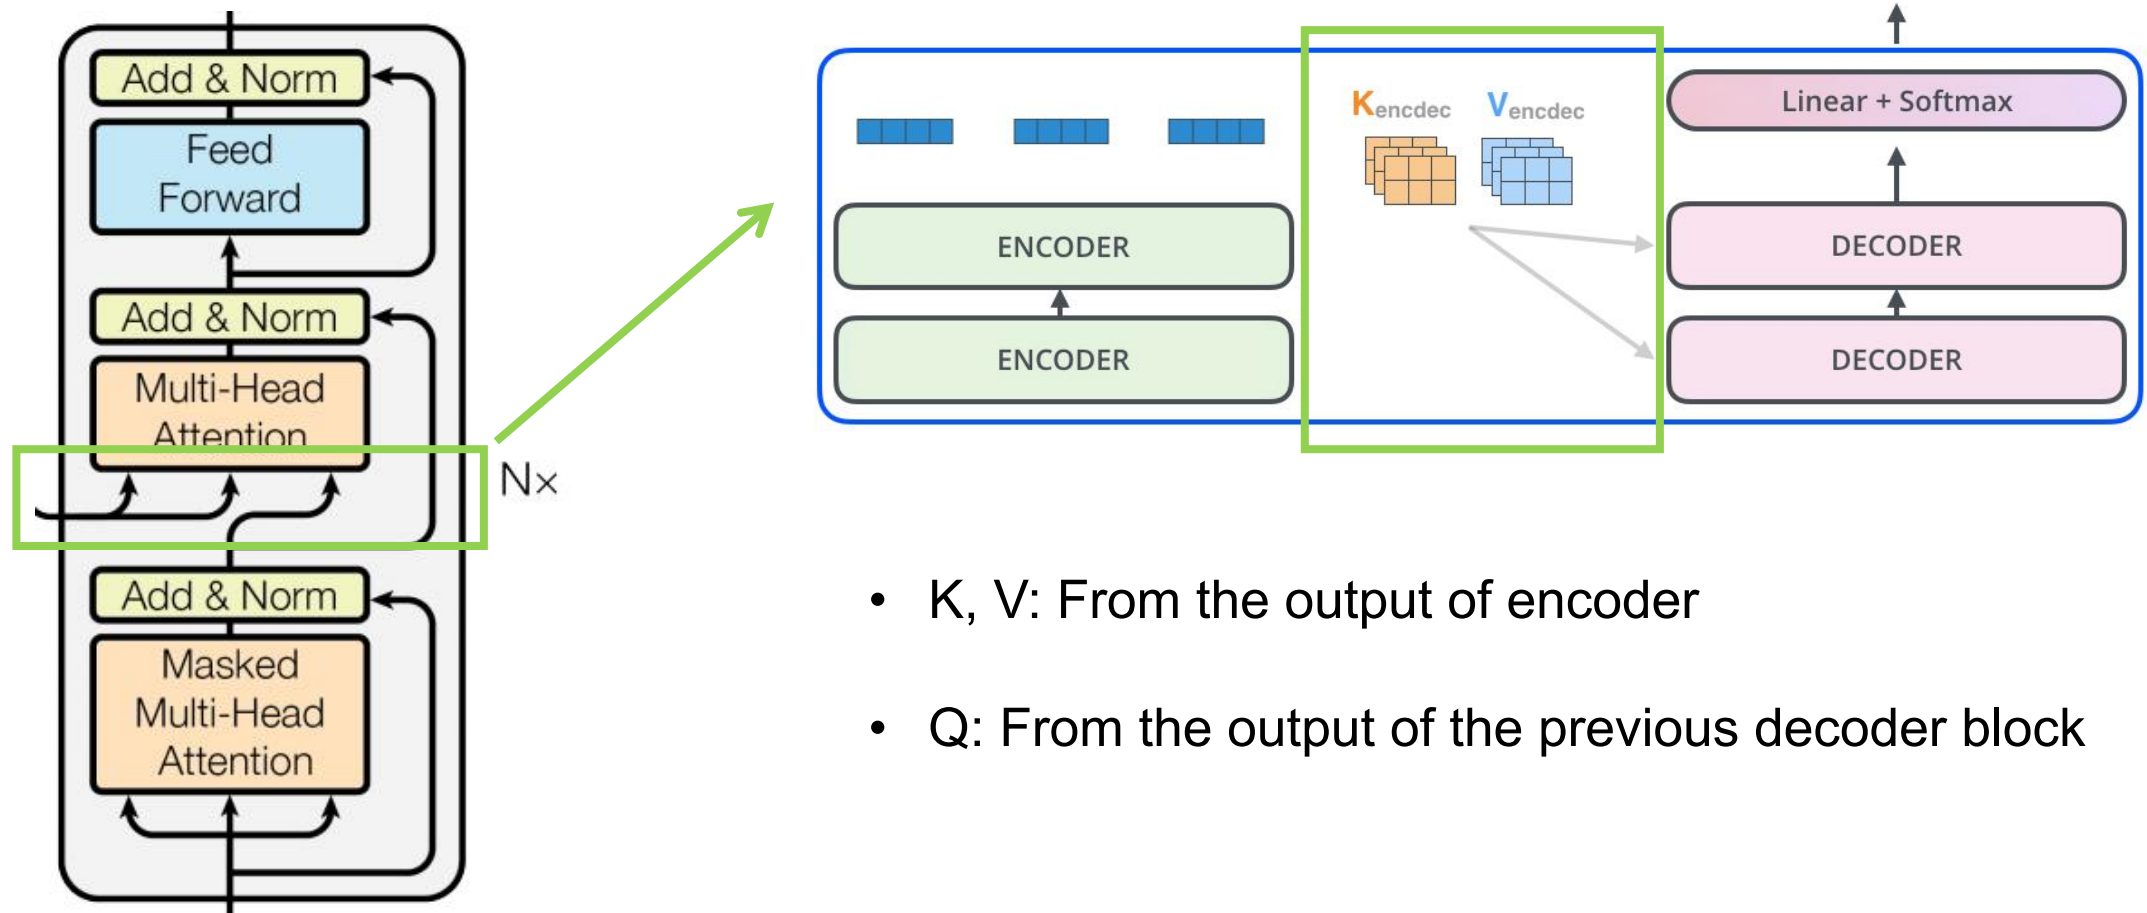 Add & Norm
Feed
Forward
Add & Norm
Multi-Head
Attention
N×
Add & Norm
Masked
Multi-Head
Attention
Kencdec
Vencdec
Linear + Softmax
ENCODER
DECODER
ENCODER
DECODER
• K, V: From the output of encoder
• Q: From the output of the previous decoder block